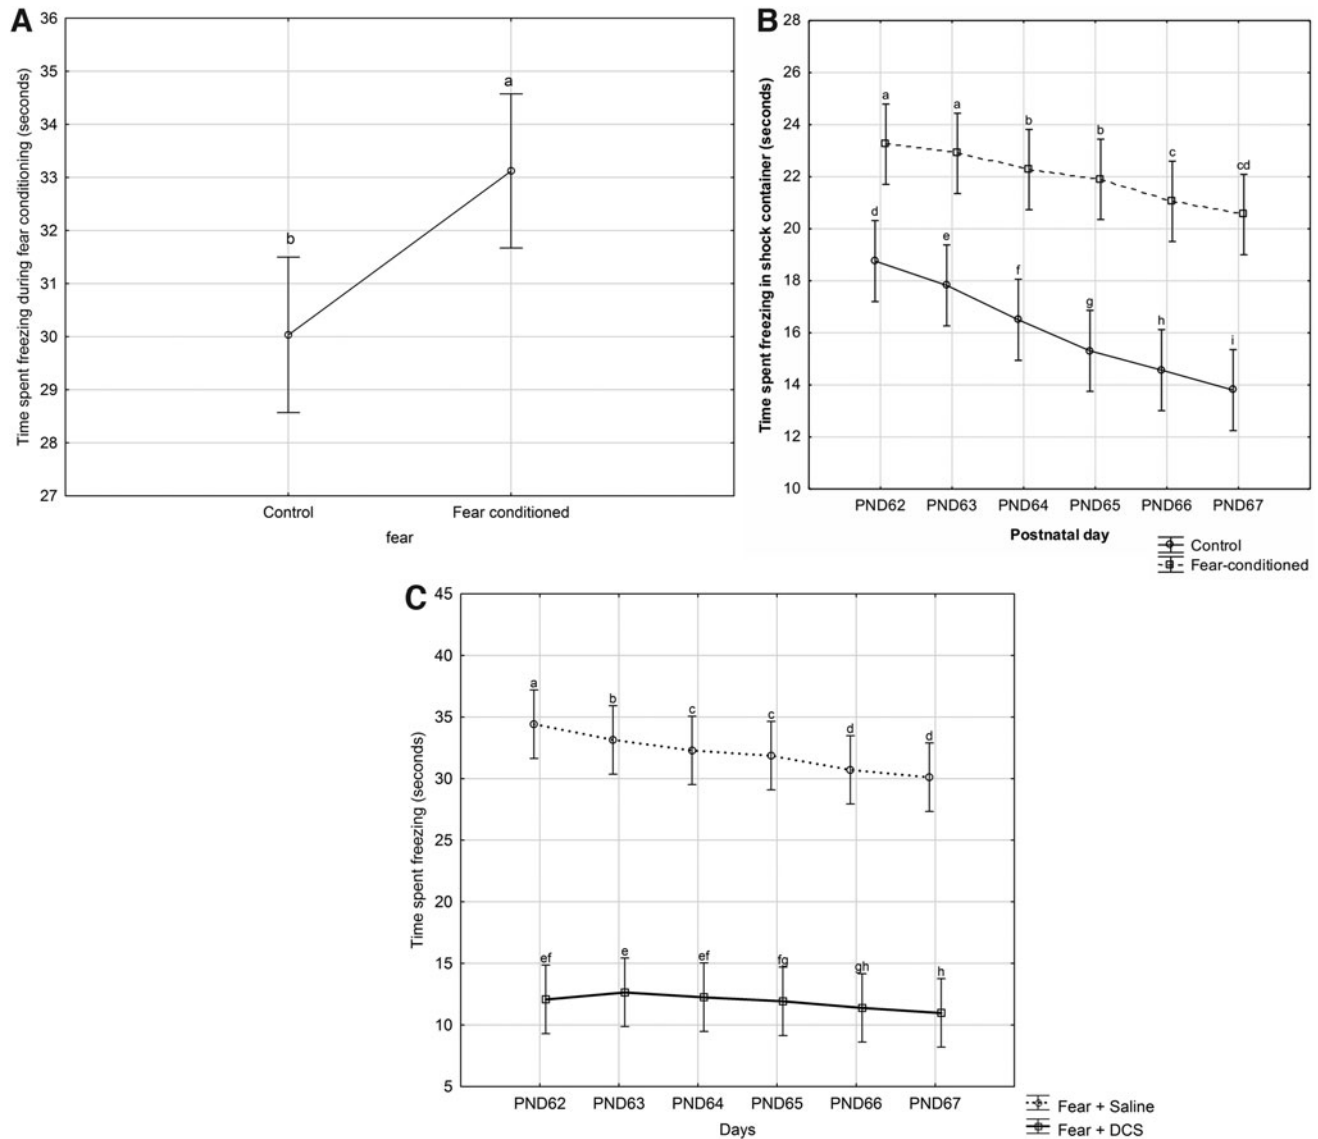 A
Time spent freezing during fear conditioning (seconds)
36
35
34
33
32
31
30
29
28
27
b
a
Control
Fear conditioned
fear
B
Time spent freezing in shock container (seconds)
28
26
24
22
20
18
16
14
12
10
a
a
b
b
c
cd
d
e
f
g
h
i
PND62
PND63
PND64
PND65
PND66
PND67
Postnatal day
Control
Fear-conditioned
C
Time spent freezing (seconds)
45
40
35
30
25
20
15
10
5
a
b
c
c
d
d
ef
e
ef
fg
gh
h
PND62
PND63
PND64
PND65
PND66
PND67
Days
Fear + Saline
Fear + DCS